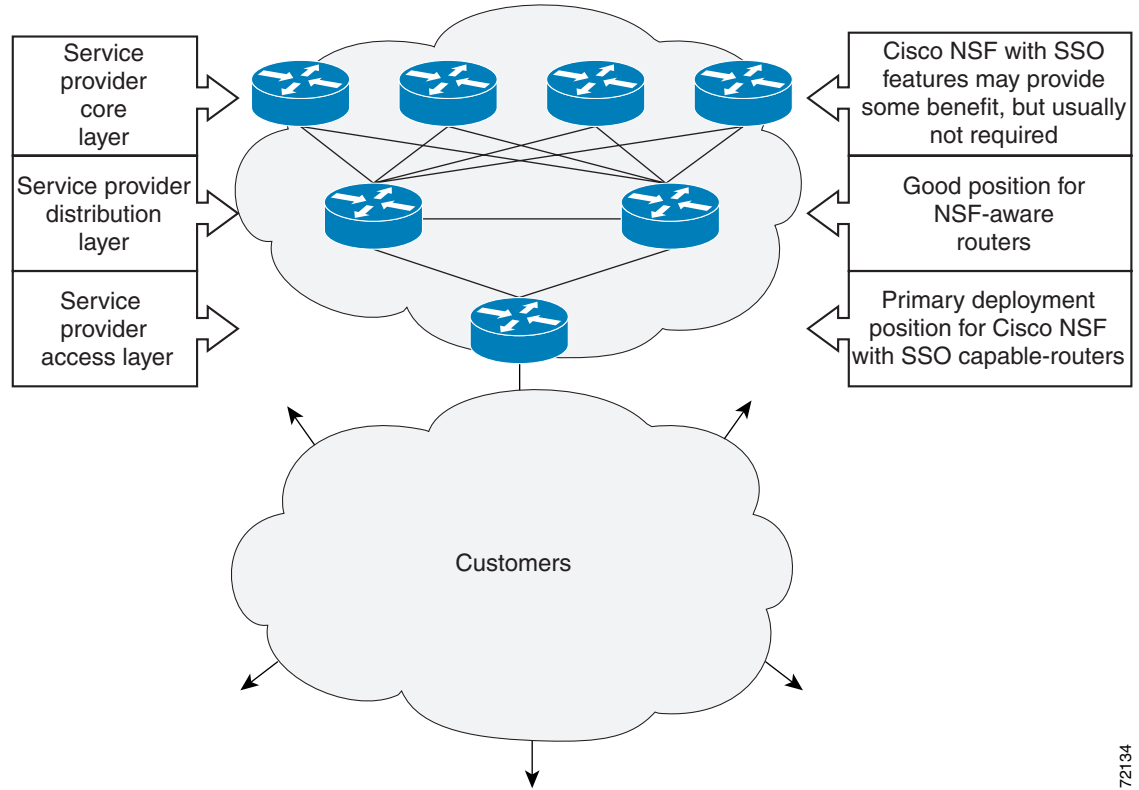 Service
provider
core
layer
Cisco NSF with SSO
features may provide
some benefit, but usually
not required
Service provider
distribution
layer
Good position for
NSF-aware
routers
Service
provider
access layer
Primary deployment
position for Cisco NSF
with SSO capable-routers
Customers
72134